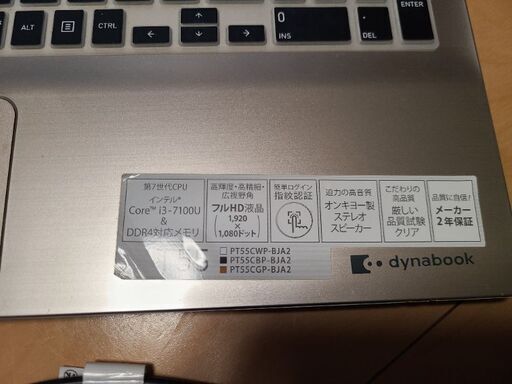 ALT
CTRL
0
INS
.
DEL
ENTER
第7世代CPU
インテル®
Core™ i3-7100U
&
DDR4対応メモリ
高輝度・高精細・
広視野角
フルHD液晶
1,920
×
1,080ドット
簡単ログイン
指紋認証
迫力の高音質
オンキヨー製
ステレオ
スピーカー
こだわりの
高品質
厳しい
品質試験
クリア
品質に自信!
メーカー
2年保証
PT55CWP-BJA2
PT55CBP-BJA2
PT55CGP-BJA2
dynabook